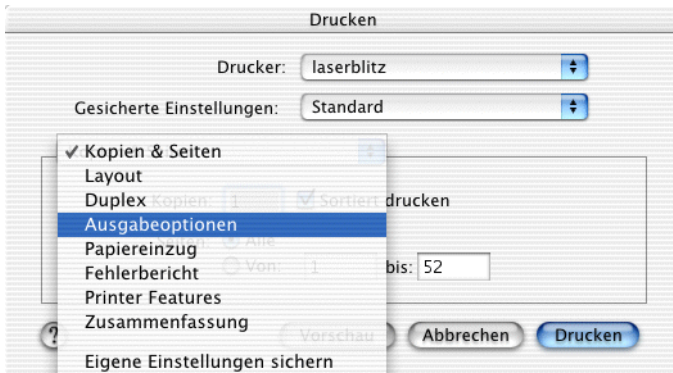 Drucken
Drucker: laserblitz
Gesicherte Einstellungen: Standard
✓ Kopien & Seiten
Layout
Duplex
Kopien: 1 Sortiert drucken
Ausgabeoptionen
Seiten: Alle
Papiereinzug
Fehlerbericht
Von: 1 bis: 52
Printer Features
Zusammenfassung
? Vorschau Abbrechen Drucken
Eigene Einstellungen sichern